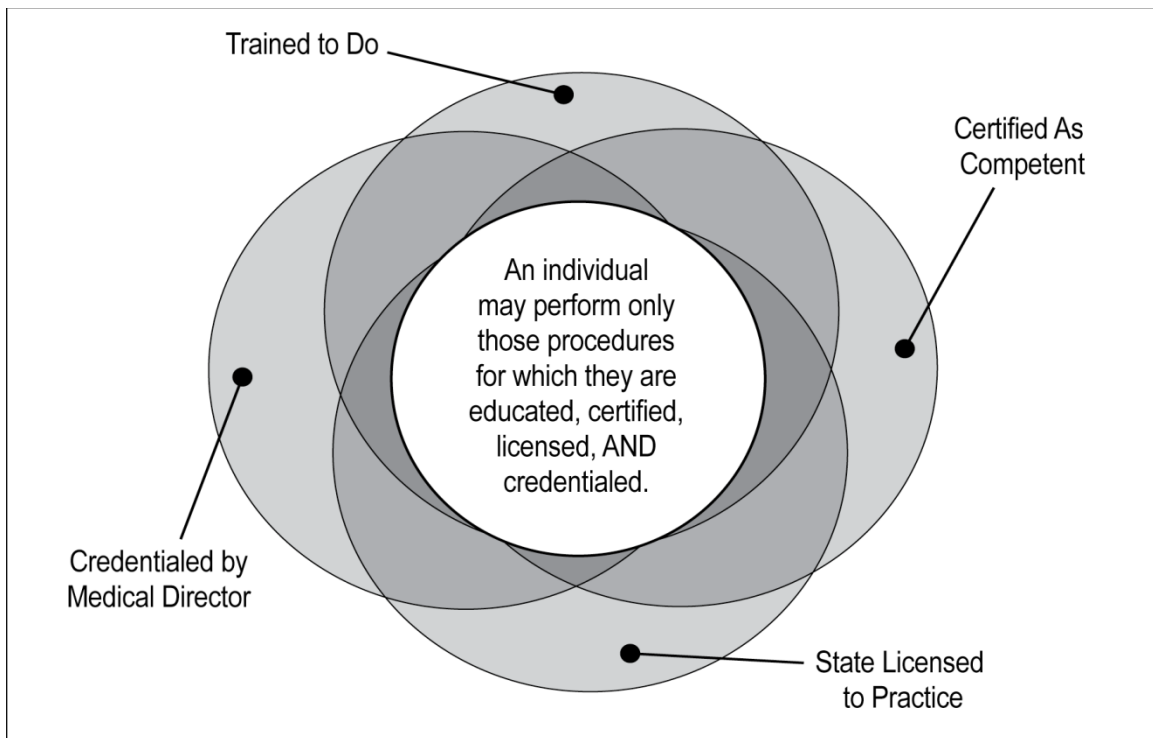 Trained to Do
Certified As
Competent
An individual
may perform only
those procedures
for which they are
educated, certified,
licensed, AND
credentialed.
Credentialed by
Medical Director
State Licensed
to Practice